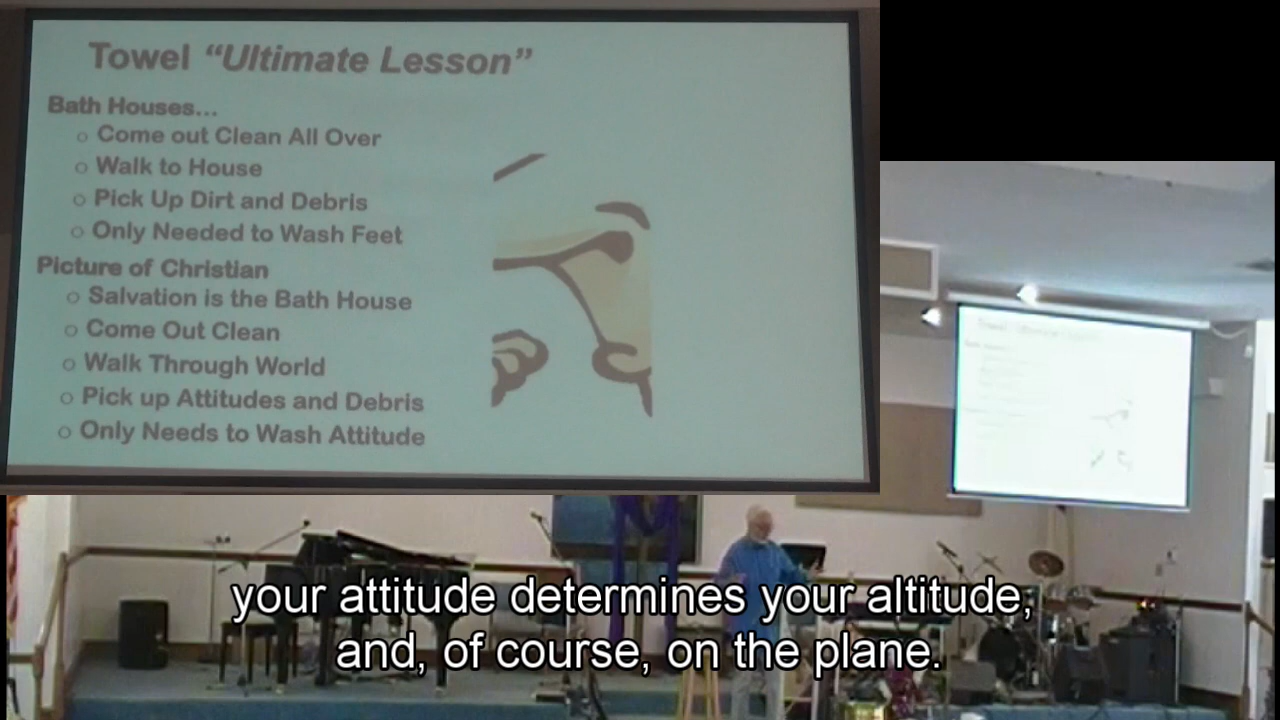 Towel “Ultimate Lesson”
Bath Houses...
○ Come out Clean All Over
○ Walk to House
○ Pick Up Dirt and Debris
○ Only Needed to Wash Feet
Picture of Christian
○ Salvation is the Bath House
○ Come Out Clean
○ Walk Through World
○ Pick up Attitudes and Debris
○ Only Needs to Wash Attitude
your attitude determines your altitude,
and, of course, on the plane.